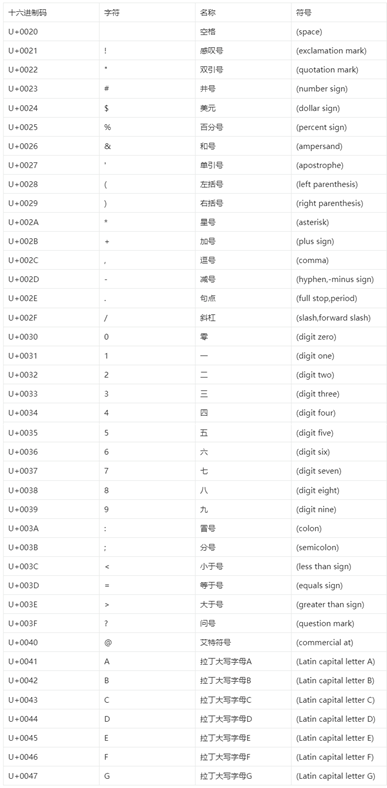 十六进制码 字符 名称 符号
U+0020 空格 (space)
U+0021 ! 感叹号 (exclamation mark)
U+0022 " 双引号 (quotation mark)
U+0023 # 井号 (number sign)
U+0024 $ 美元 (dollar sign)
U+0025 % 百分号 (percent sign)
U+0026 & 和号 (ampersand)
U+0027 ' 单引号 (apostrophe)
U+0028 ( 左括号 (left parenthesis)
U+0029 ) 右括号 (right parenthesis)
U+002A * 星号 (asterisk)
U+002B + 加号 (plus sign)
U+002C , 逗号 (comma)
U+002D - 减号 (hyphen,-minus sign)
U+002E . 句点 (full stop,period)
U+002F / 斜杠 (slash,forward slash)
U+0030 0 零 (digit zero)
U+0031 1 一 (digit one)
U+0032 2 二 (digit two)
U+0033 3 三 (digit three)
U+0034 4 四 (digit four)
U+0035 5 五 (digit five)
U+0036 6 六 (digit six)
U+0037 7 七 (digit seven)
U+0038 8 八 (digit eight)
U+0039 9 九 (digit nine)
U+003A : 冒号 (colon)
U+003B ; 分号 (semicolon)
U+003C < 小于号 (less than sign)
U+003D = 等于号 (equals sign)
U+003E > 大于号 (greater than sign)
U+003F ? 问号 (question mark)
U+0040 @ 艾特符号 (commercial at)
U+0041 A 拉丁大写字母A (Latin capital letter A)
U+0042 B 拉丁大写字母B (Latin capital letter B)
U+0043 C 拉丁大写字母C (Latin capital letter C)
U+0044 D 拉丁大写字母D (Latin capital letter D)
U+0045 E 拉丁大写字母E (Latin capital letter E)
U+0046 F 拉丁大写字母F (Latin capital letter F)
U+0047 G 拉丁大写字母G (Latin capital letter G)